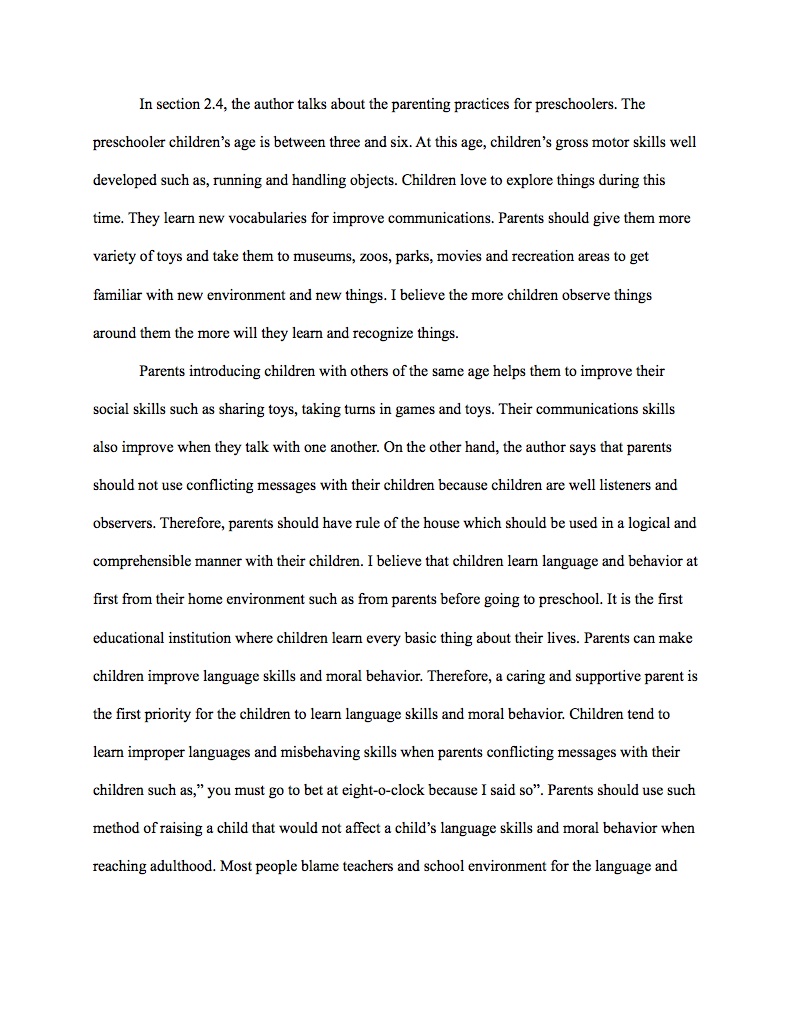 In section 2.4, the author talks about the parenting practices for preschoolers. The
preschooler children’s age is between three and six. At this age, children’s gross motor skills well
developed such as, running and handling objects. Children love to explore things during this
time. They learn new vocabularies for improve communications. Parents should give them more
variety of toys and take them to museums, zoos, parks, movies and recreation areas to get
familiar with new environment and new things. I believe the more children observe things
around them the more will they learn and recognize things.
Parents introducing children with others of the same age helps them to improve their
social skills such as sharing toys, taking turns in games and toys. Their communications skills
also improve when they talk with one another. On the other hand, the author says that parents
should not use conflicting messages with their children because children are well listeners and
observers. Therefore, parents should have rule of the house which should be used in a logical and
comprehensible manner with their children. I believe that children learn language and behavior at
first from their home environment such as from parents before going to preschool. It is the first
educational institution where children learn every basic thing about their lives. Parents can make
children improve language skills and moral behavior. Therefore, a caring and supportive parent is
the first priority for the children to learn language skills and moral behavior. Children tend to
learn improper languages and misbehaving skills when parents conflicting messages with their
children such as,” you must go to bet at eight-o-clock because I said so”. Parents should use such
method of raising a child that would not affect a child’s language skills and moral behavior when
reaching adulthood. Most people blame teachers and school environment for the language and